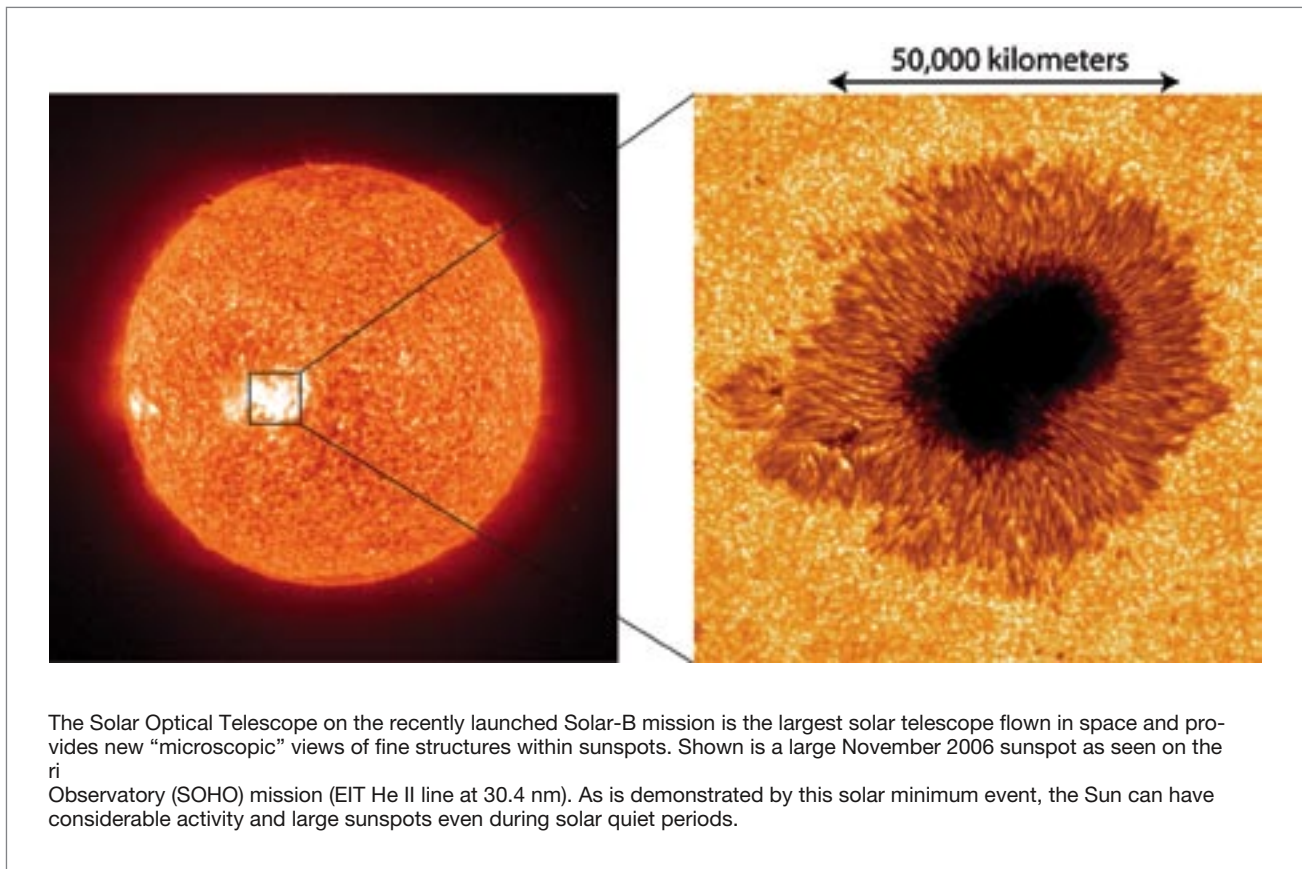 50,000 kilometers
The Solar Optical Telescope on the recently launched Solar-B mission is the largest solar telescope flown in space and pro-
vides new “microscopic” views of fine structures within sunspots. Shown is a large November 2006 sunspot as seen on the
ri
Observatory (SOHO) mission (EIT He II line at 30.4 nm). As is demonstrated by this solar minimum event, the Sun can have
considerable activity and large sunspots even during solar quiet periods.